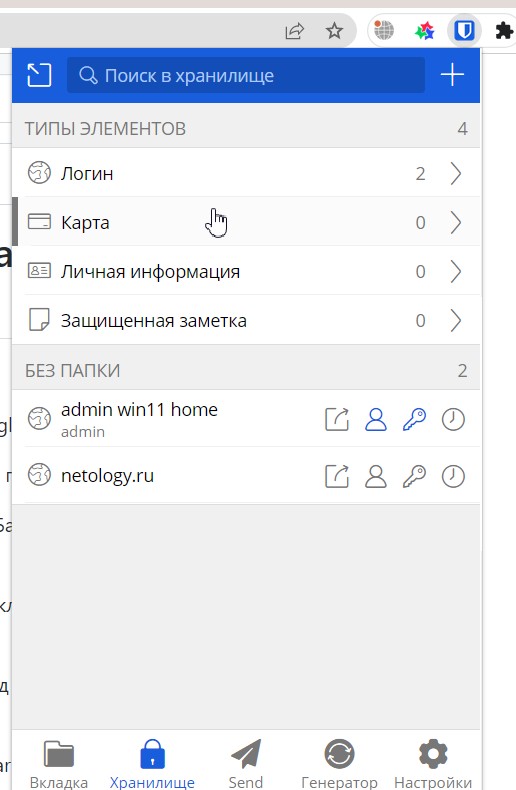 Поиск в хранилище
ТИПЫ ЭЛЕМЕНТОВ 4
Логин 2
Карта 0
Личная информация 0
Защищенная заметка 0
БЕЗ ПАПКИ 2
admin win11 home
admin
netology.ru
Вкладка Хранилище Send Генератор Настройки